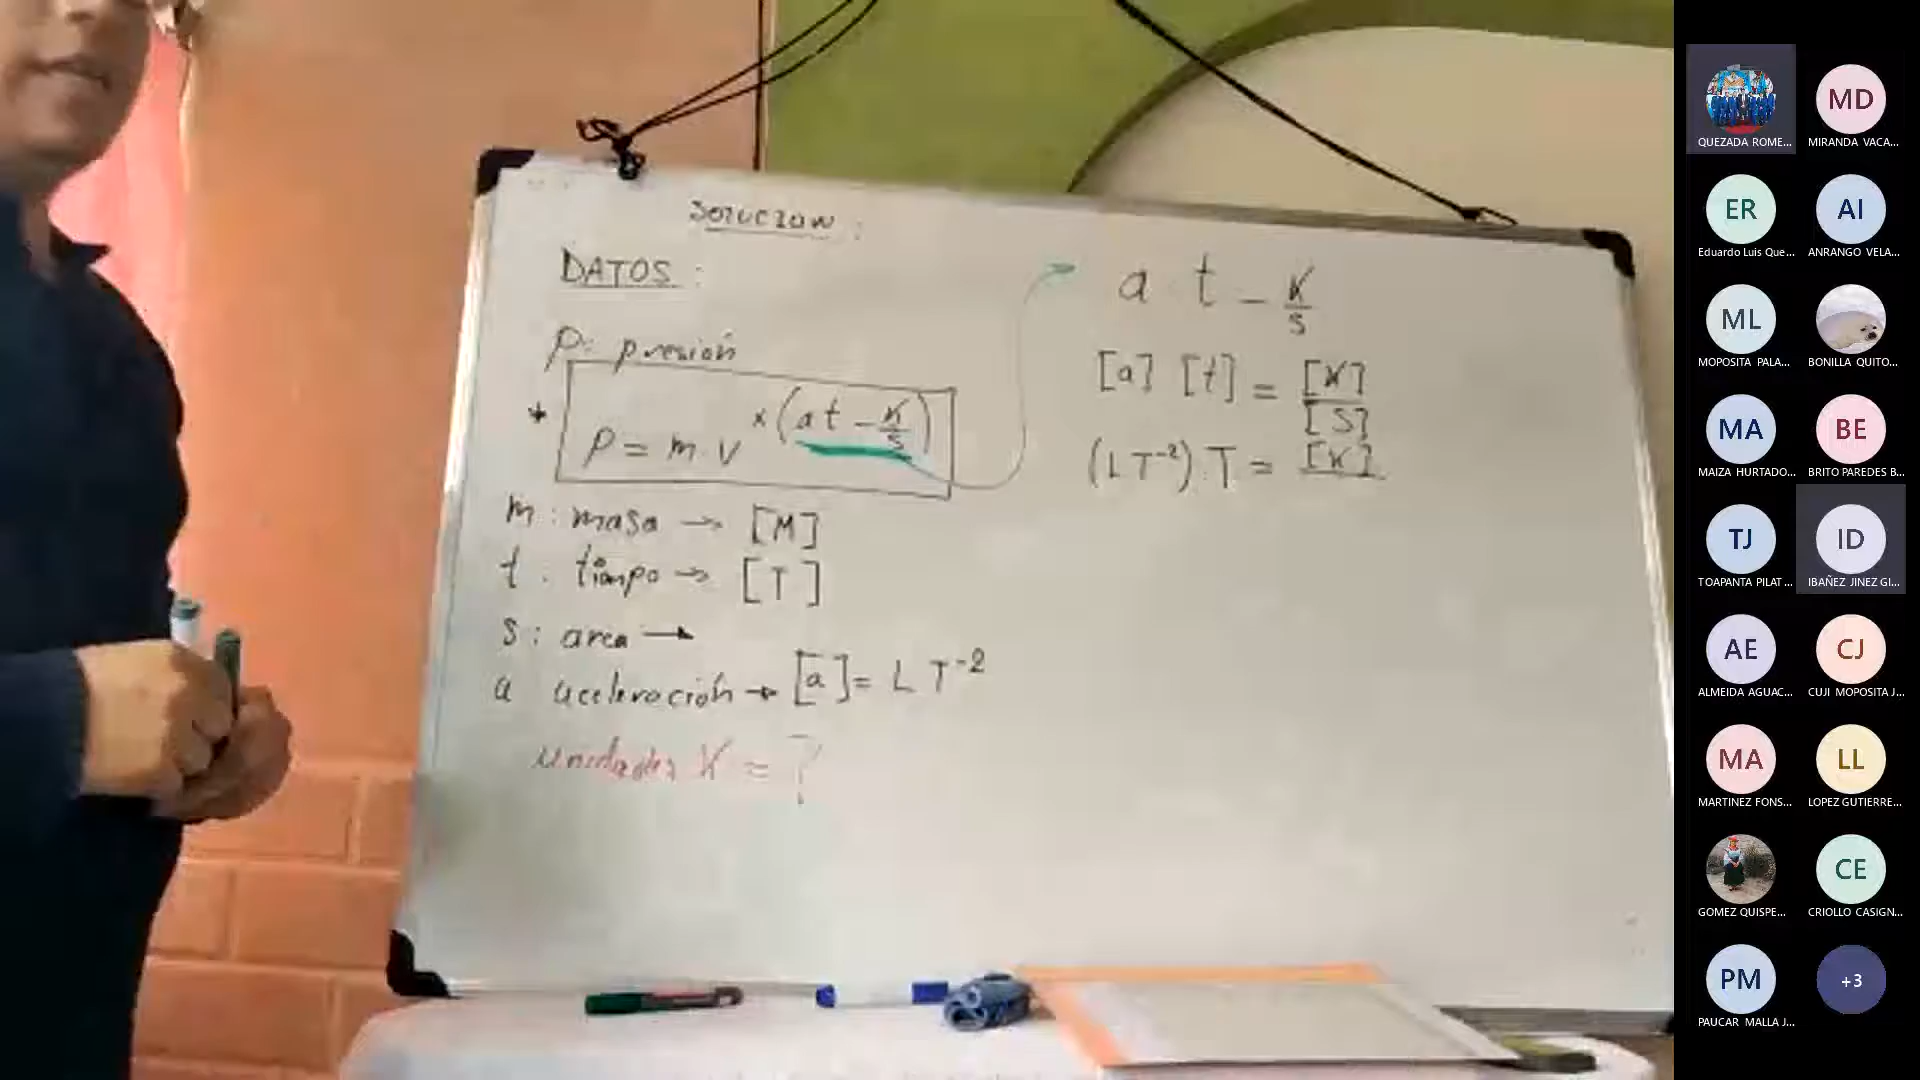 SOLUCION :
DATOS :
P: presión
* P = m.v x(at - K/S)
m : masa → [M]
t : tiempo → [T]
S : area →
a aceleración → [a] = L T⁻²
unidades K = ?
a . t - K/S
[a] [t] = [K]/[S]
(LT⁻²).T = [K]
QUEZADA ROME...
MD
MIRANDA VACA...
ER
Eduardo Luis Que...
AI
ANRANGO VELA...
ML
MOPOSITA PALA...
BONILLA QUITO...
MA
MAIZA HURTADO...
BE
BRITO PAREDES B...
TJ
TOAPANTA PILAT...
ID
IBAÑEZ JINEZ GI...
AE
ALMEIDA AGUAC...
CJ
CUJI MOPOSITA J...
MA
MARTINEZ FONS...
LL
LOPEZ GUTIERRE...
GOMEZ QUISPE...
CE
CRIOLLO CASIGN...
PM
PAUCAR MALLA J...
+3